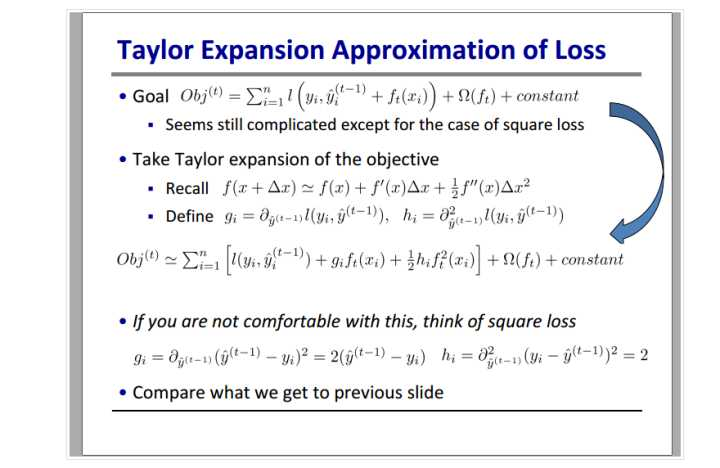 Taylor Expansion Approximation of Loss
• Goal $Obj^{(t)} = \sum_{i=1}^{n} l\left(y_i, \hat{y}_i^{(t-1)} + f_t(x_i)\right) + \Omega(f_t) + constant$
▪ Seems still complicated except for the case of square loss
• Take Taylor expansion of the objective
▪ Recall $f(x + \Delta x) \simeq f(x) + f'(x)\Delta x + \frac{1}{2}f''(x)\Delta x^2$
▪ Define $g_i = \partial_{\hat{y}^{(t-1)}} l(y_i, \hat{y}^{(t-1)}), \ h_i = \partial^2_{\hat{y}^{(t-1)}} l(y_i, \hat{y}^{(t-1)})$
$Obj^{(t)} \simeq \sum_{i=1}^{n} \left[l(y_i, \hat{y}_i^{(t-1)}) + g_i f_t(x_i) + \frac{1}{2}h_i f_t^2(x_i)\right] + \Omega(f_t) + constant$
• If you are not comfortable with this, think of square loss
$g_i = \partial_{\hat{y}^{(t-1)}}(\hat{y}^{(t-1)} - y_i)^2 = 2(\hat{y}^{(t-1)} - y_i) \ \ h_i = \partial^2_{\hat{y}^{(t-1)}}(y_i - \hat{y}^{(t-1)})^2 = 2$
• Compare what we get to previous slide